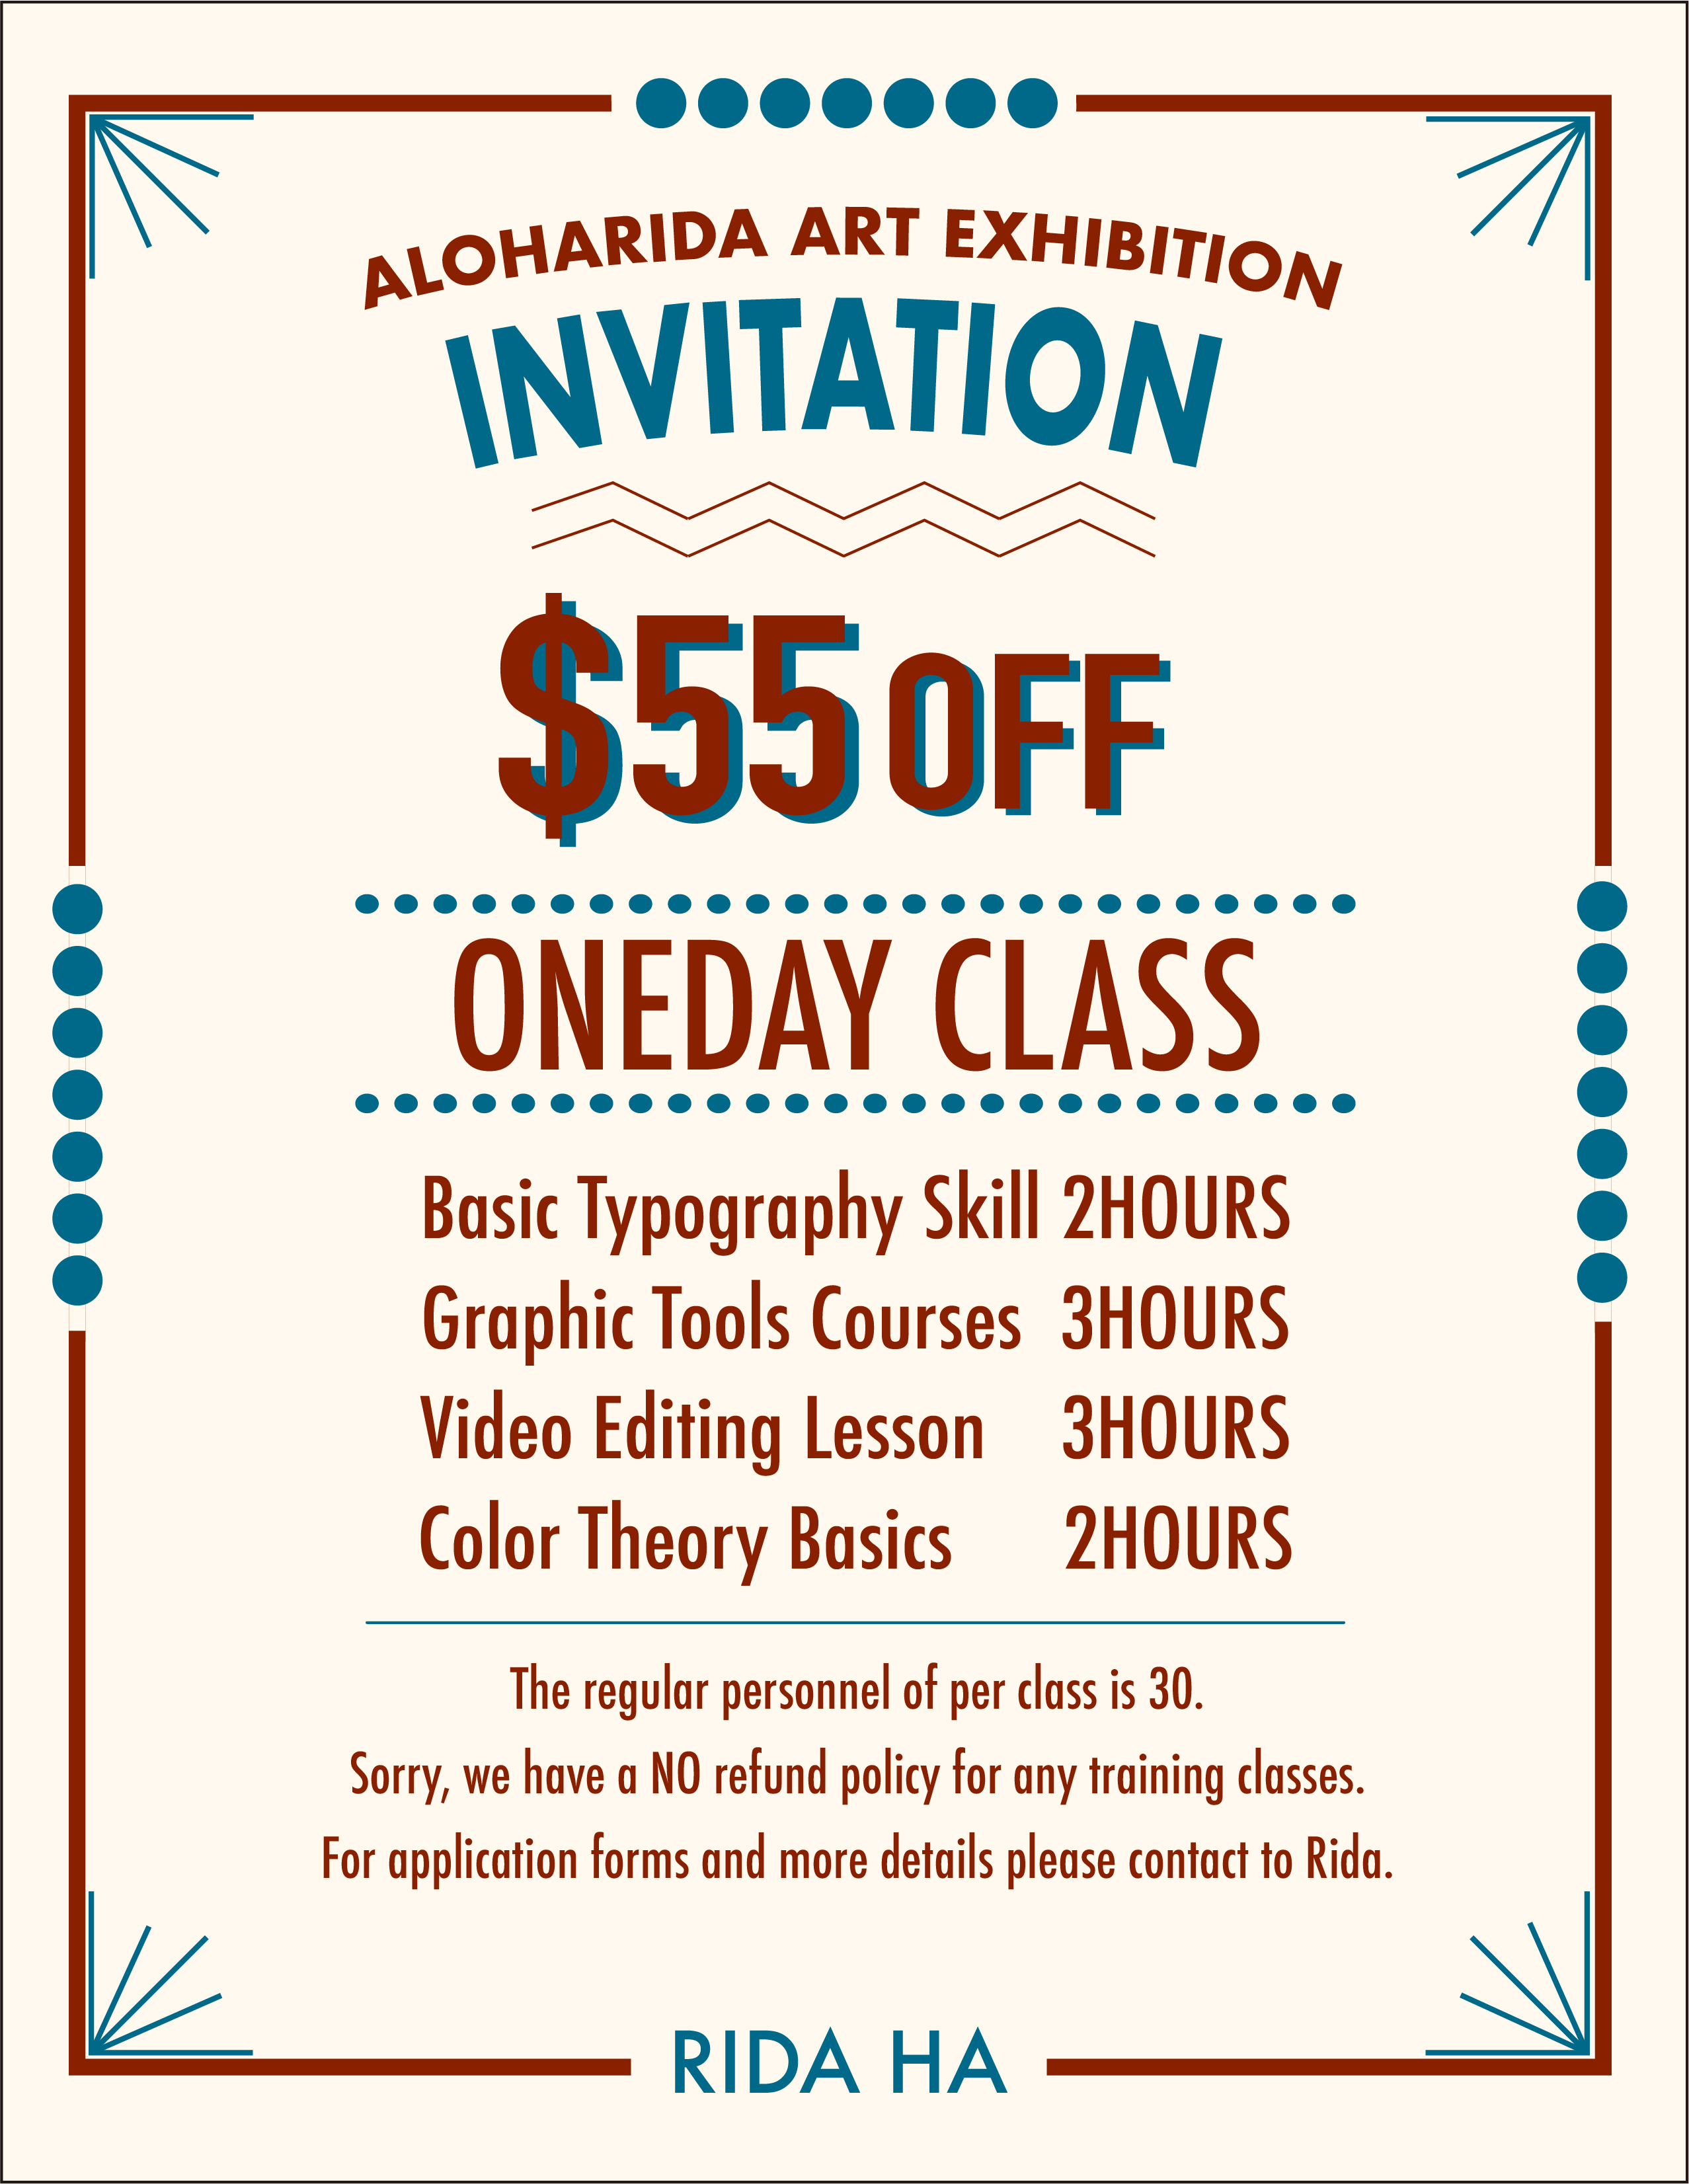 ALOHARIDA ART EXHIBITION
INVITATION
$55 OFF
ONEDAY CLASS
Basic Typography Skill 2HOURS
Graphic Tools Courses 3HOURS
Video Editing Lesson 3HOURS
Color Theory Basics 2HOURS
The regular personnel of per class is 30.
Sorry, we have a NO refund policy for any training classes.
For application forms and more details please contact to Rida.
RIDA HA